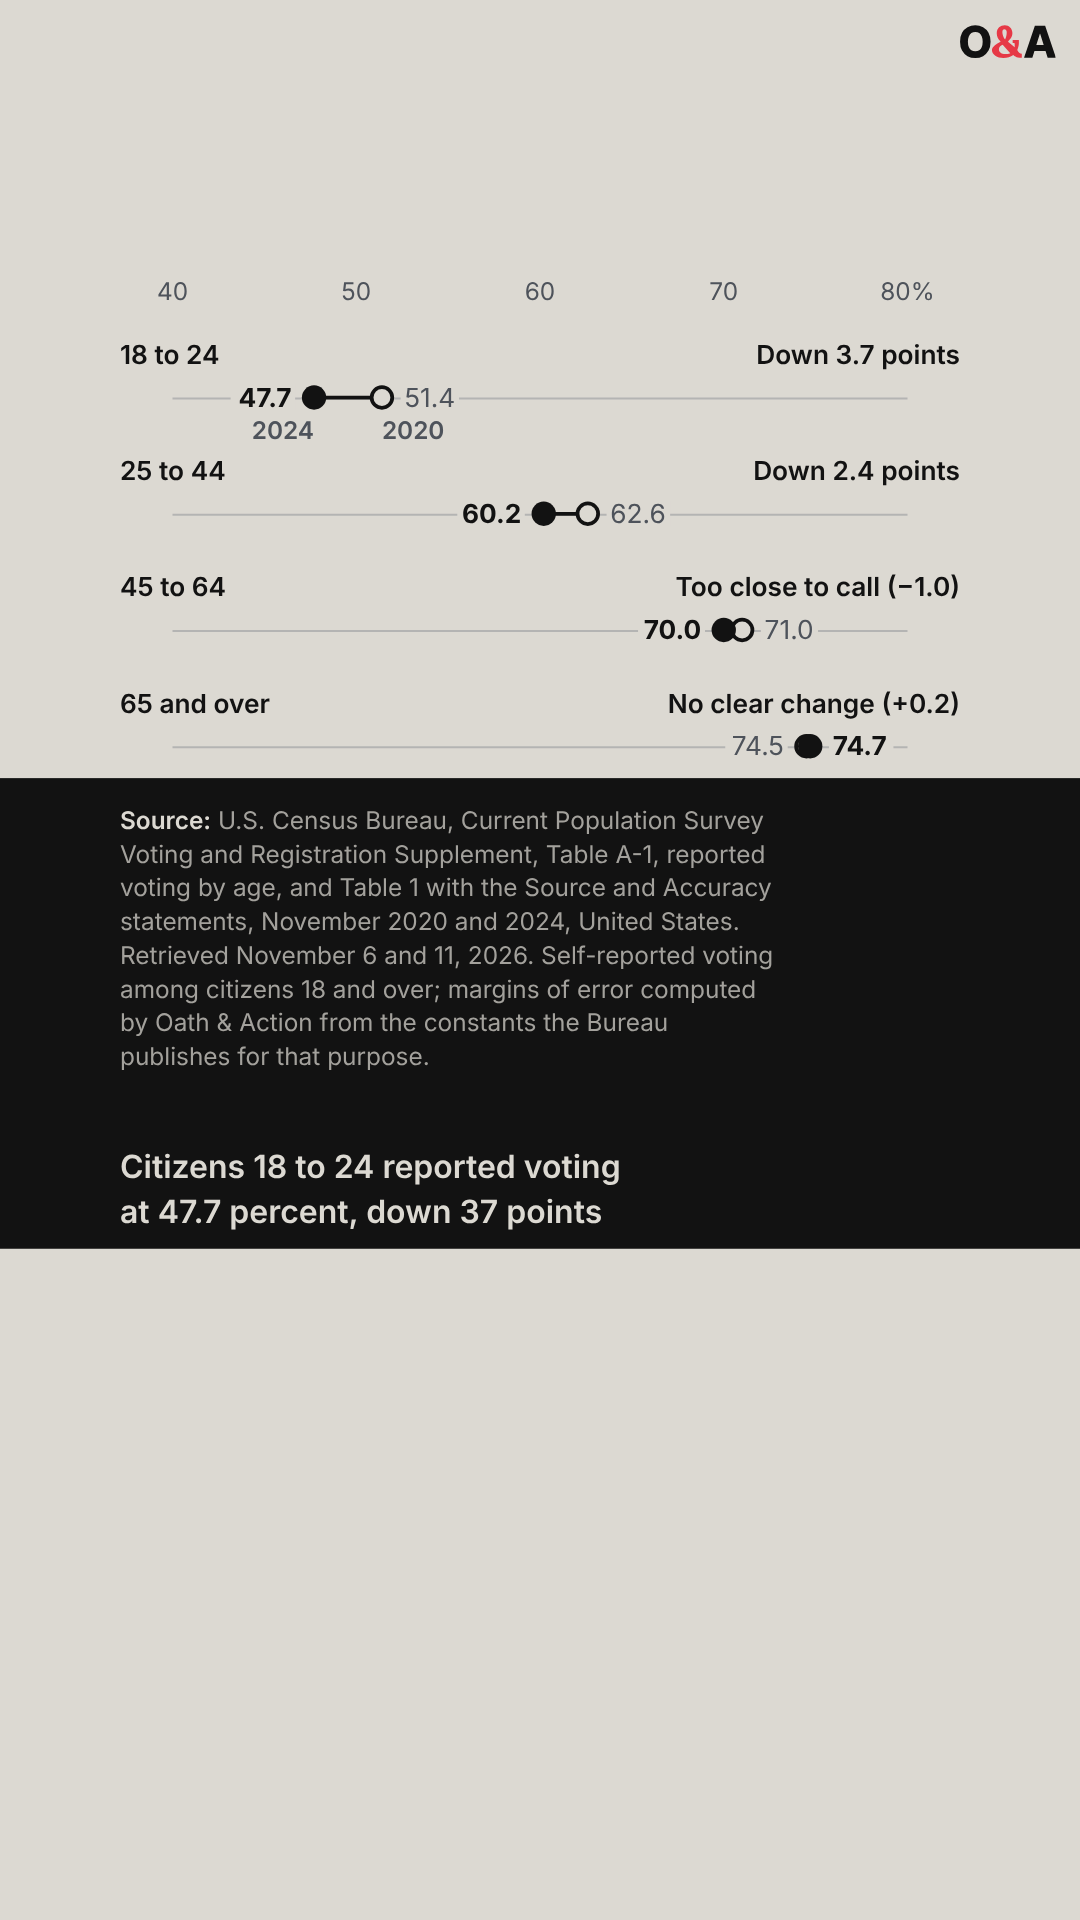 O&A
40 50 60 70 80%
18 to 24 Down 3.7 points
47.7 51.4
2024 2020
25 to 44 Down 2.4 points
60.2 62.6
45 to 64 Too close to call (−1.0)
70.0 71.0
65 and over No clear change (+0.2)
74.5 74.7
Source: U.S. Census Bureau, Current Population Survey
Voting and Registration Supplement, Table A-1, reported
voting by age, and Table 1 with the Source and Accuracy
statements, November 2020 and 2024, United States.
Retrieved November 6 and 11, 2026. Self-reported voting
among citizens 18 and over; margins of error computed
by Oath & Action from the constants the Bureau
publishes for that purpose.
Citizens 18 to 24 reported voting
at 47.7 percent, down 37 points